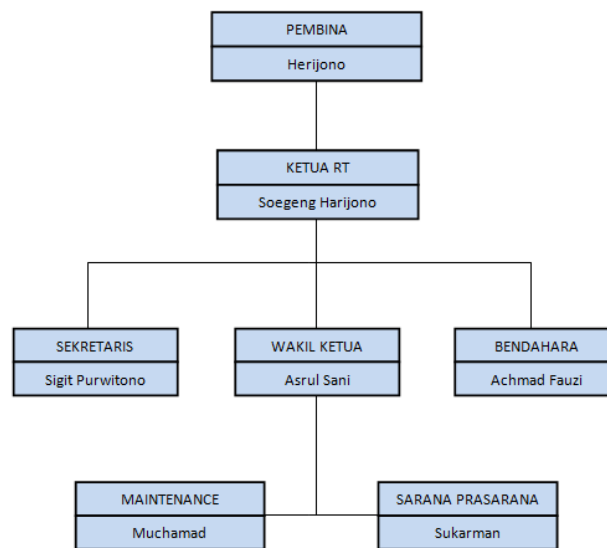 PEMBINA
Herijono
KETUA RT
Soegeng Harijono
SEKRETARIS
Sigit Purwitono
WAKIL KETUA
Asrul Sani
BENDAHARA
Achmad Fauzi
MAINTENANCE
Muchamad
SARANA PRASARANA
Sukarman